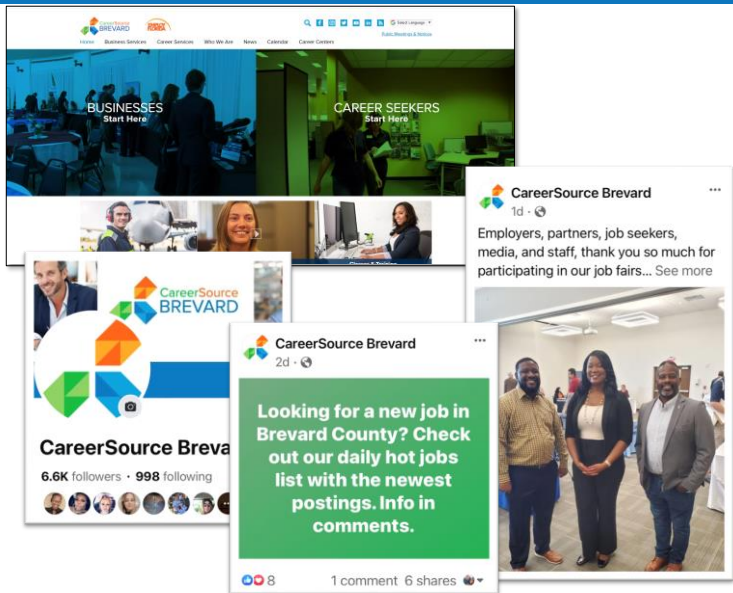 CareerSource
BREVARD
Select Language
Public Meetings & Notices
Home Business Services Career Services Who We Are News Calendar Career Centers
BUSINESSES
Start Here
CAREER SEEKERS
Start Here
CareerSource Brevard
1d
Employers, partners, job seekers,
media, and staff, thank you so much for
participating in our job fairs... See more
CareerSource
BREVARD
CareerSource Breva
6.6K followers • 998 following
CareerSource Brevard
2d
Looking for a new job in
Brevard County? Check
out our daily hot jobs
list with the newest
postings. Info in
comments.
8 1 comment 6 shares